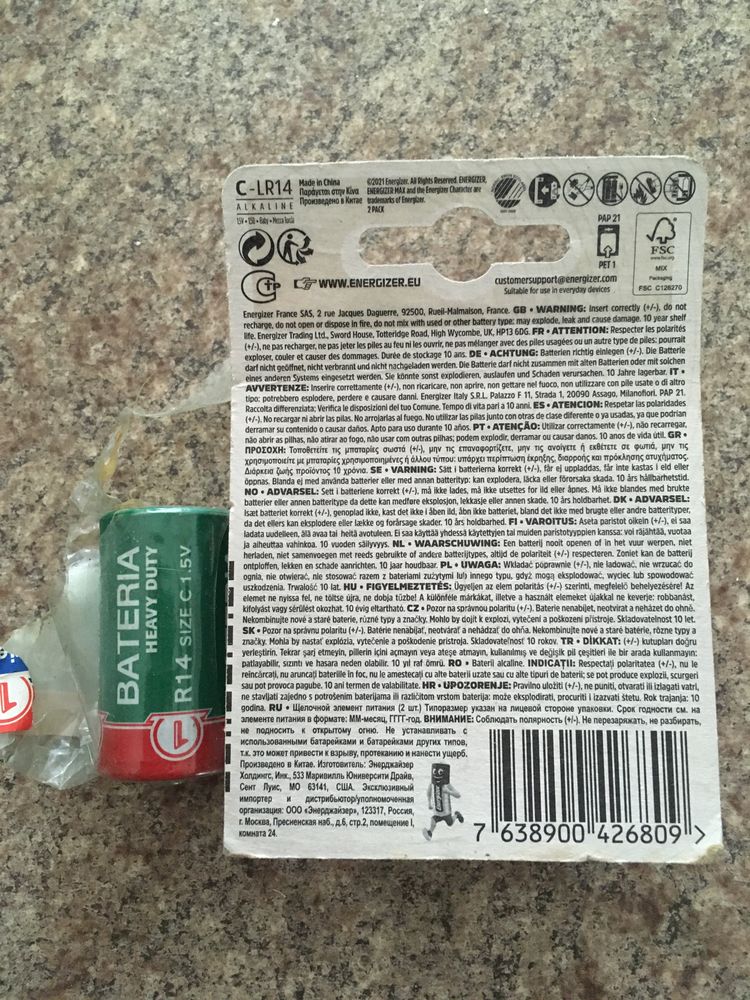 C-LR14
ALKALINE
1,5V • E93 • Baby • Mezza Torcia
Made in China
Παράγεται στην Κίνα
Произведено в Китае
©2021 Energizer. All Rights Reserved. ENERGIZER,
ENERGIZER MAX and the Energizer Character are
trademarks of Energizer.
2 PACK
PAP 21
PET 1
FSC
www.fsc.org
MIX
Packaging
FSC C126270
WWW.ENERGIZER.EU
customersupport@energizer.com
Suitable for use in everyday devices
Energizer France SAS, 2 rue Jacques Daguerre, 92500, Rueil-Malmaison, France. GB • WARNING: Insert correctly (+/-), do not
recharge, do not open or dispose in fire, do not mix with used or other battery type: may explode, leak and cause damage. 10 year shelf
life. Energizer Trading Ltd., Sword House, Totteridge Road, High Wycombe, UK, HP13 6DG. FR • ATTENTION: Respecter les polarités
(+/-), ne pas recharger, ne pas jeter les piles au feu ni les ouvrir, ne pas mélanger avec des piles usagées ou un autre type de piles: pourrait
exploser, couler et causer des dommages. Durée de stockage 10 ans. DE • ACHTUNG: Batterien richtig einlegen (+/-). Die Batterie
darf nicht geöffnet, nicht verbrannt und nicht nachgeladen werden. Die Batterie darf nicht zusammen mit alten Batterien oder mit solchen
eines anderen Systems eingesetzt werden. Sie könnte sonst explodieren, auslaufen und Schaden verursachen. 10 Jahre lagerbar. IT •
AVVERTENZE: Inserire correttamente (+/-), non ricaricare, non aprire, non gettare nel fuoco, non utilizzare con pile usate o di altro
tipo: potrebbero esplodere, perdere e causare danni. Energizer Italy S.R.L. Palazzo F 11, Strada 1, 20090 Assago, Milanofiori. PAP 21.
Raccolta differenziata: Verifica le disposizioni del tuo Comune. Tempo di vita pari a 10 anni. ES • ATENCION: Respetar las polaridades
(+/-). No recargar ni abrir las pilas. No arrojarlas al fuego. No utilizar las pilas junto con otras de clase diferente o ya usadas, ya que podrían
derramar su contenido o causar daños. Apto para uso durante 10 años. PT • ATENÇÃO: Utilizar correctamente (+/-), não recarregar,
não abrir as pilhas, não atirar ao fogo, não usar com outras pilhas; podem explodir, derramar ou causar danos. 10 anos de vida útil. GR •
ΠΡΟΣΟΧΗ: Τοποθετείστε τις μπαταρίες σωστά (+/-), μην τις επαναφορτίζετε, μην τις ανοίγετε ή εκθέτετε σε φωτιά, μην τις
χρησιμοποιείτε με μπαταρίες χρησιμοποιημένες ή άλλου τύπου: υπάρχει περίπτωση έκρηξης, διαρροής και πρόκλησης ατυχήματος.
Διάρκεια ζωής προϊόντος 10 χρόνια. SE • VARNING: Sätt i batterierna korrekt (+/-), får ej uppladdas, får inte kastas i eld eller
öppnas. Blanda ej med använda batterier eller med annan batterityp: kan explodera, läcka eller förorsaka skada. 10 års hållbarhetstid.
NO • ADVARSEL: Sett i batteriene korrekt (+/-), må ikke lades, må ikke utsettes for ild eller åpnes. Må ikke blandes med brukte
batterier eller annen batteritype da dette kan medføre eksplosjon, lekkasje eller annen skade. 10 års holdbarhet. DK • ADVARSEL:
Isæt batteriet korrekt (+/-), genoplad ikke, kast det ikke i åben ild, åbn ikke batteriet, bland det ikke med brugte eller andre batterityper,
da det ellers kan eksplodere eller lække og forårsage skader. 10 års holdbarhed. FI • VAROITUS: Aseta paristot oikein (+/-), ei saa
ladata uudelleen, älä avaa tai heitä avotuleen. Ei saa käyttää yhdessä käytettyjen tai muiden paristotyyppien kanssa: voi räjähtää, vuotaa
ja aiheuttaa vahinkoa. 10 vuoden säilyvyys. NL • WAARSCHUWING: Een batterij nooit openen of in het vuur werpen, niet
herladen, niet samenvoegen met reeds gebruikte of andere batterijtypes, altijd de polariteit (+/-) respecteren. Zoniet kan de batterij
ontploffen, lekken en schade aanrichten. 10 jaar houdbaar. PL • UWAGA: Wkładać poprawnie (+/-), nie ładować, nie wrzucać do
ognia, nie otwierać, nie stosować razem z bateriami zużytymi lub innego typu, gdyż mogą eksplodować, wyciec lub spowodować
uszkodzenia. Trwałość 10 lat. HU • FIGYELMEZTETÉS: Ügyeljen az elem polaritás (+/-) szerinti, megfelelő behelyezésére! Az
elemet ne nyissa fel, ne töltse újra, ne dobja tűzbe! A különféle márkákat, illetve a használt elemeket újakkal ne keverje: robbanást,
kifolyást vagy sérülést okozhat. 10 évig eltartható. CZ • Pozor na správnou polaritu (+/-). Baterie nenabíjet, neotvírat a neházet do ohně.
Nekombinujte nové a staré baterie, různé typy a značky. Mohlo by dojít k explozi, vytečení a poškození přístroje. Skladovatelnost 10 let.
SK • Pozor na správnu polaritu (+/-). Batérie nenabíjať, neotvárať a nehádzať do ohňa. Nekombinujte nové a staré batérie, rôzne typy a
značky. Mohla by nastať explózia, vytečenie a poškodenie prístroja. Skladovateľnosť 10 rokov. TR • DİKKAT: (+/-) kutupları doğru
yerleştirin. Tekrar şarj etmeyin, pillerin içini açmayın veya ateşe atmayın, kullanılmış ve değişik pil çeşitleri ile bir arada kullanmayın:
patlayabilir, sızıntı ve hasara neden olabilir. 10 yıl raf ömrü. RO • Baterii alcaline. INDICAŢII: Respectaţi polaritatea (+/-), nu le
reîncărcaţi, nu aruncaţi bateriile în foc, nu le amestecaţi cu alte baterii uzate sau cu alte tipuri de baterii; se pot produce explozii, scurgeri
sau pot provoca pagube. 10 ani termen de valabilitate. HR • UPOZORENJE: Pravilno uložiti (+/-), ne puniti, otvarati ili izlagati vatri,
ne stavljati zajedno s potrošenim baterijama ili različitom vrstom baterija: može eksplodirati, procuriti i izazvati štetu. Rok trajanja: 10
godina. RU • Щелочной элемент питания (2 шт.) Типоразмер указан на лицевой стороне упаковки. Срок годности см. на
элементе питания в формате: ММ-месяц, ГГГГ-год. ВНИМАНИЕ: Соблюдать полярность (+/-). Не перезаряжать, не разбирать,
не подносить к открытому огню. Не устанавливать с
использованными батарейками и батарейками других типов,
т.к. это может привести к взрыву, протеканию и нанести ущерб.
Произведено в Китае. Изготовитель: Энерджайзер
Холдингс, Инк., 533 Маривилл Юниверсити Драйв,
Сент Луис, МО 63141, США. Эксклюзивный
импортер и дистрибьютор/уполномоченная
организация: ООО «Энерджайзер», 123317, Россия,
г. Москва, Пресненская наб., д.6, стр.2, помещение I,
комната 24.
7 638900 426809 >
BATERIA
HEAVY DUTY
R14 SIZE C 1.5V